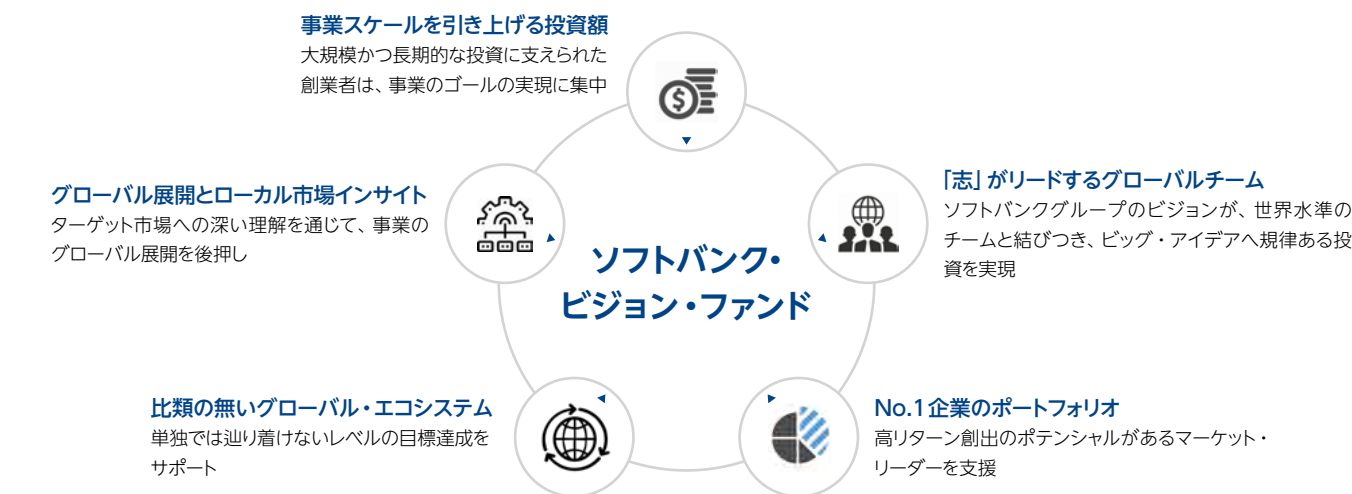 事業スケールを引き上げる投資額
大規模かつ長期的な投資に支えられた
創業者は、事業のゴールの実現に集中
グローバル展開とローカル市場インサイト
ターゲット市場への深い理解を通じて、事業の
グローバル展開を後押し
「志」がリードするグローバルチーム
ソフトバンクグループのビジョンが、世界水準の
チームと結びつき、ビッグ・アイデアへ規律ある投
資を実現
ソフトバンク・
ビジョン・ファンド
比類の無いグローバル・エコシステム
単独では辿り着けないレベルの目標達成を
サポート
No.1企業のポートフォリオ
高リターン創出のポテンシャルがあるマーケット・
リーダーを支援